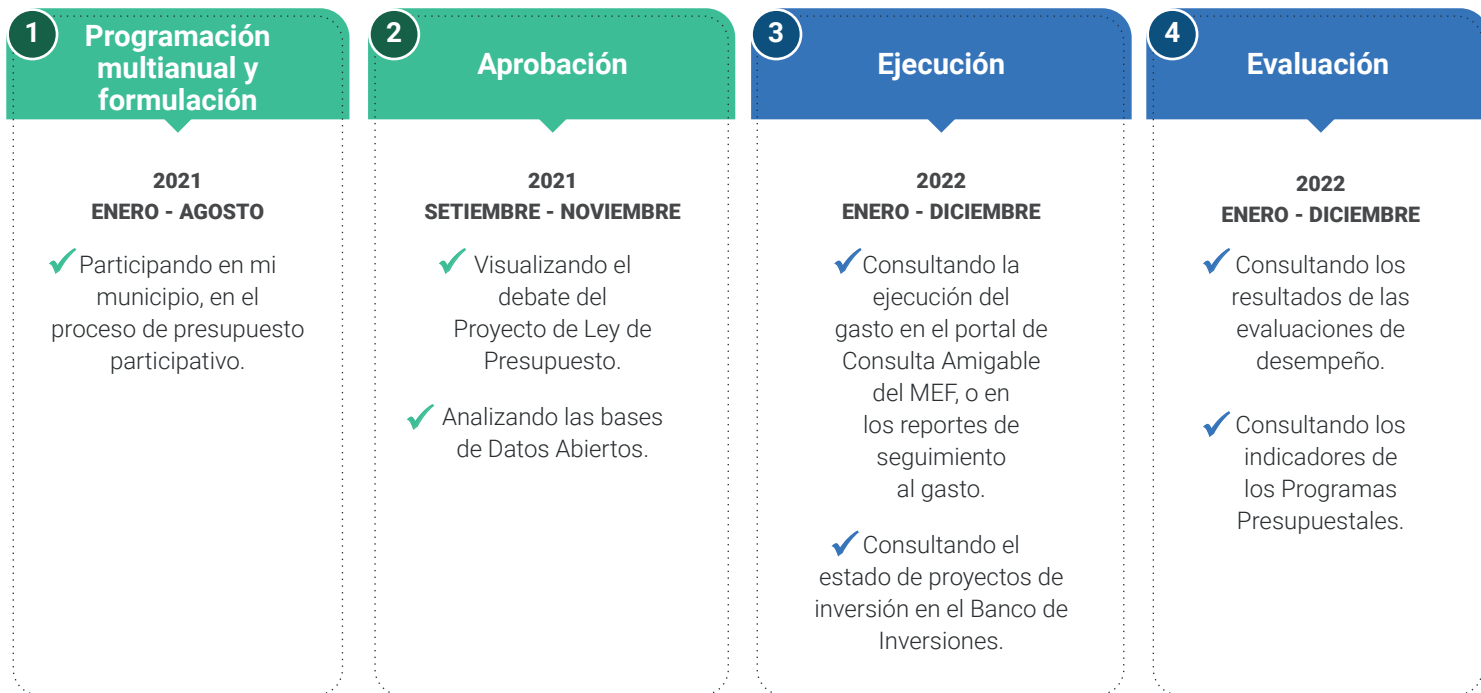 1
Programación
multianual y
formulación
2021
ENERO - AGOSTO
Participando en mi
municipio, en el
proceso de presupuesto
participativo.
2
Aprobación
2021
SETIEMBRE - NOVIEMBRE
Visualizando el
debate del
Proyecto de Ley de
Presupuesto.
Analizando las bases
de Datos Abiertos.
3
Ejecución
2022
ENERO - DICIEMBRE
Consultando la
ejecución del
gasto en el portal de
Consulta Amigable
del MEF, o en
los reportes de
seguimiento
al gasto.
Consultando el
estado de proyectos de
inversión en el Banco de
Inversiones.
4
Evaluación
2022
ENERO - DICIEMBRE
Consultando los
resultados de las
evaluaciones de
desempeño.
Consultando los
indicadores de
los Programas
Presupuestales.